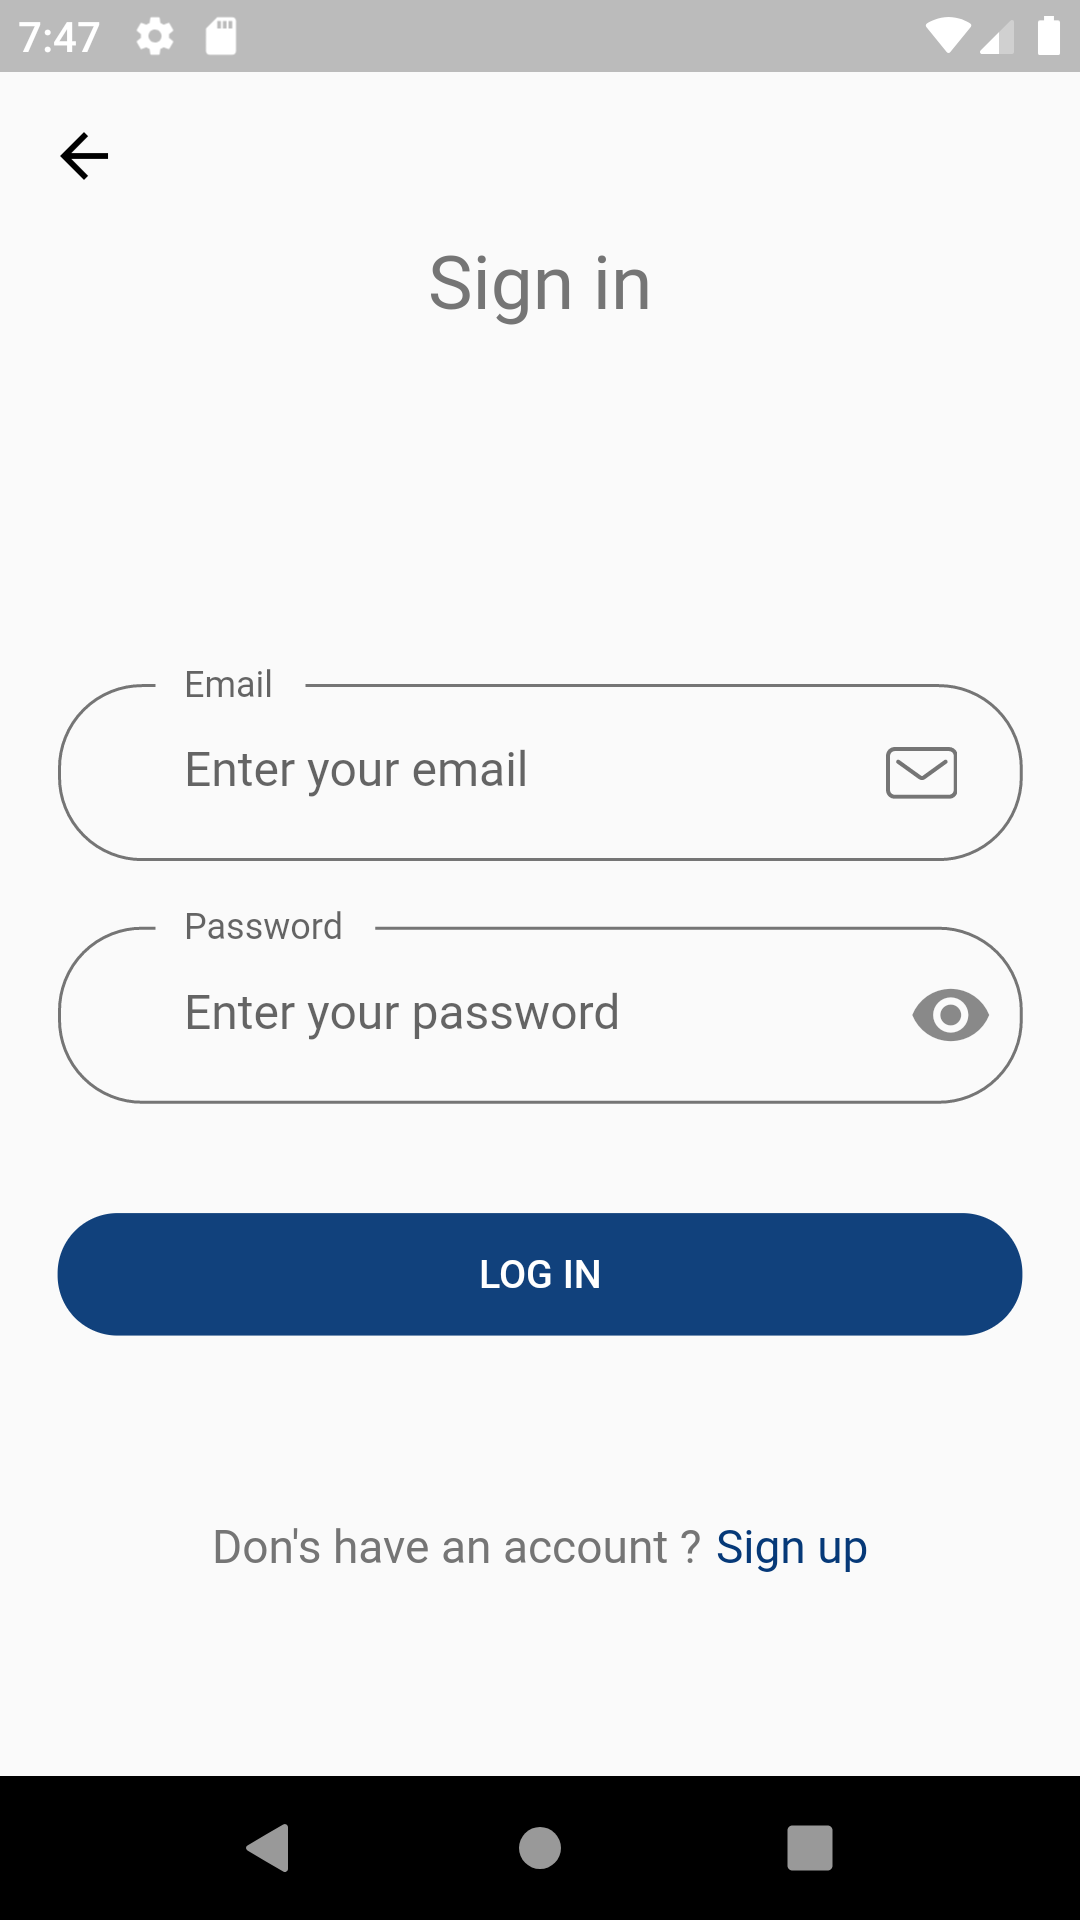 7:47
Sign in
Email
Enter your email
Password
Enter your password
LOG IN
Don's have an account ? Sign up